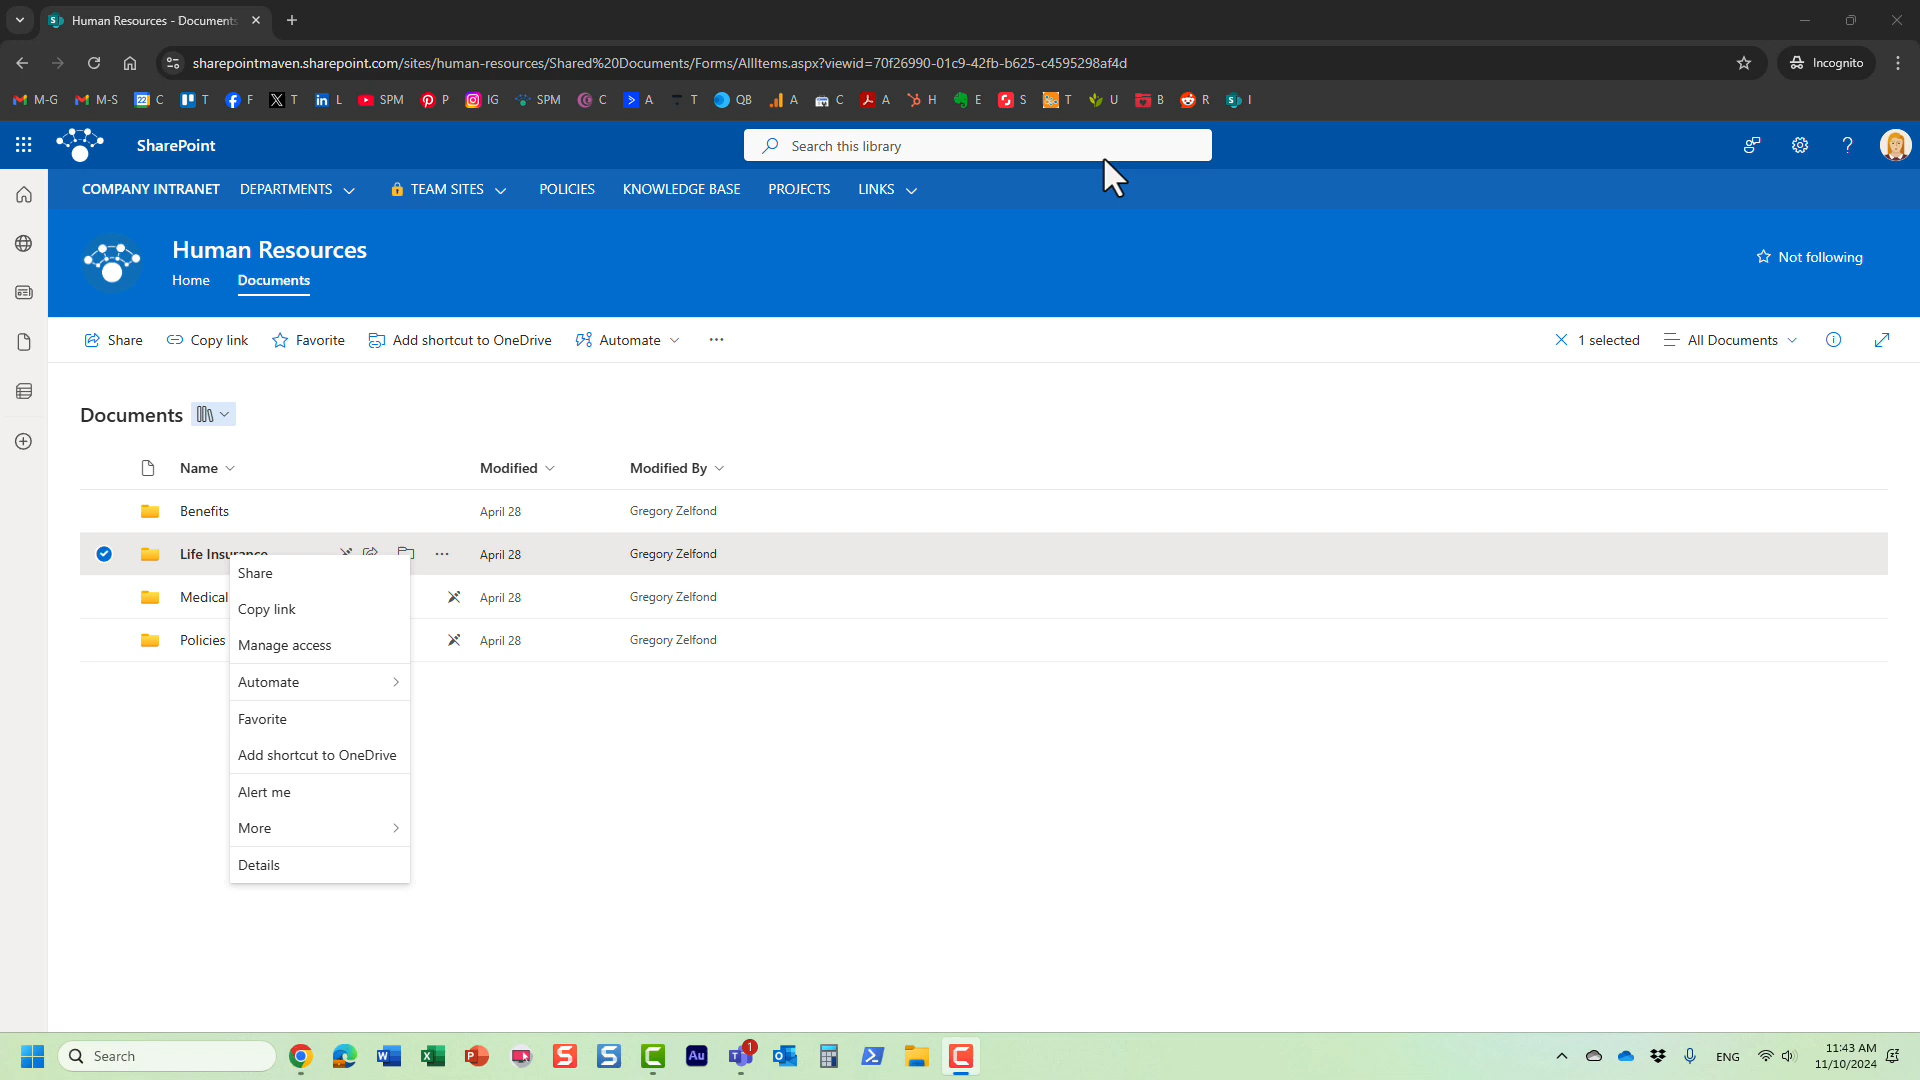 Human Resources - Documents
sharepointmaven.sharepoint.com/sites/human-resources/Shared%20Documents/Forms/AllItems.aspx?viewid=70f26990-01c9-42fb-b625-c4595298af4d
Incognito
M-G M-S C T F T L SPM P IG SPM C A T QB A C A H E S T U B R I
SharePoint
Search this library
COMPANY INTRANET DEPARTMENTS TEAM SITES POLICIES KNOWLEDGE BASE PROJECTS LINKS
Human Resources
Not following
Home Documents
Share Copy link Favorite Add shortcut to OneDrive Automate ··· 1 selected All Documents
Documents
Name Modified Modified By
Benefits April 28 Gregory Zelfond
Life Insurance April 28 Gregory Zelfond
Medical April 28 Gregory Zelfond
Policies April 28 Gregory Zelfond
Share
Copy link
Manage access
Automate
Favorite
Add shortcut to OneDrive
Alert me
More
Details
Search
Au
1
ENG
11:43 AM
11/10/2024